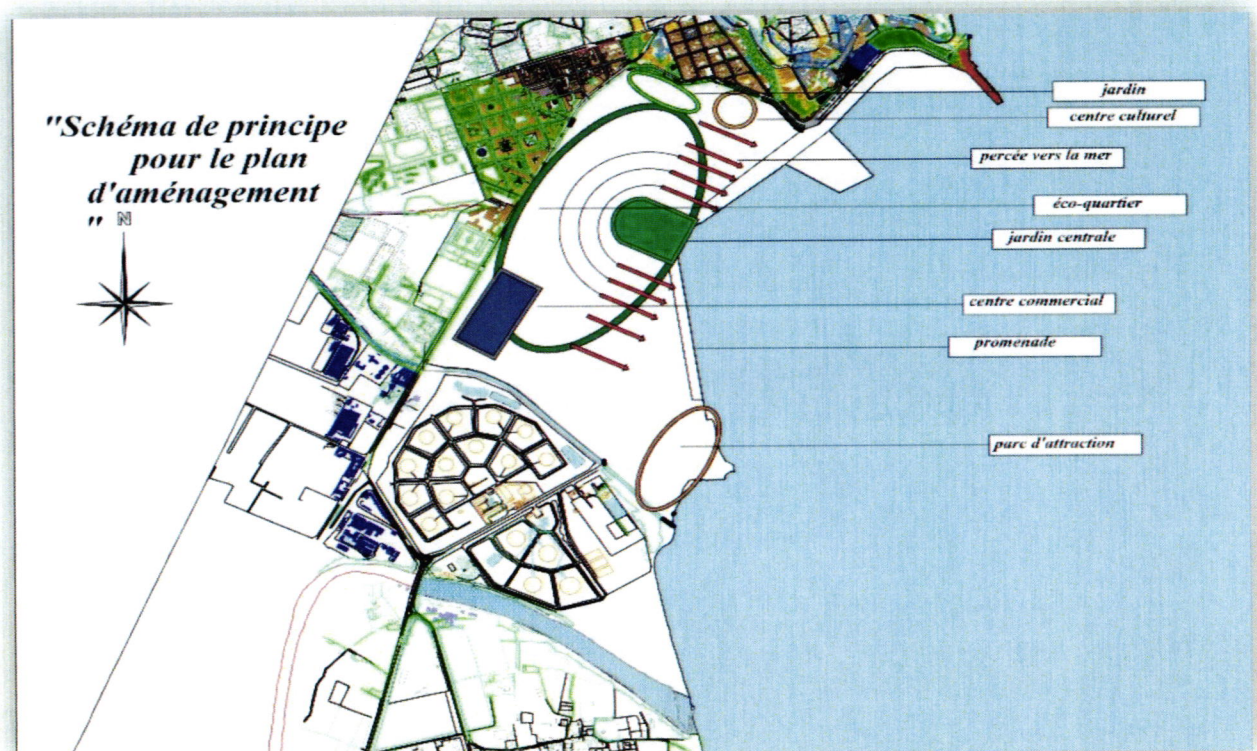 "Schéma de principe
pour le plan
d'aménagement
"
N
jardin
centre culturel
percée vers la mer
éco-quartier
jardin centrale
centre commercial
promenade
parc d'attraction